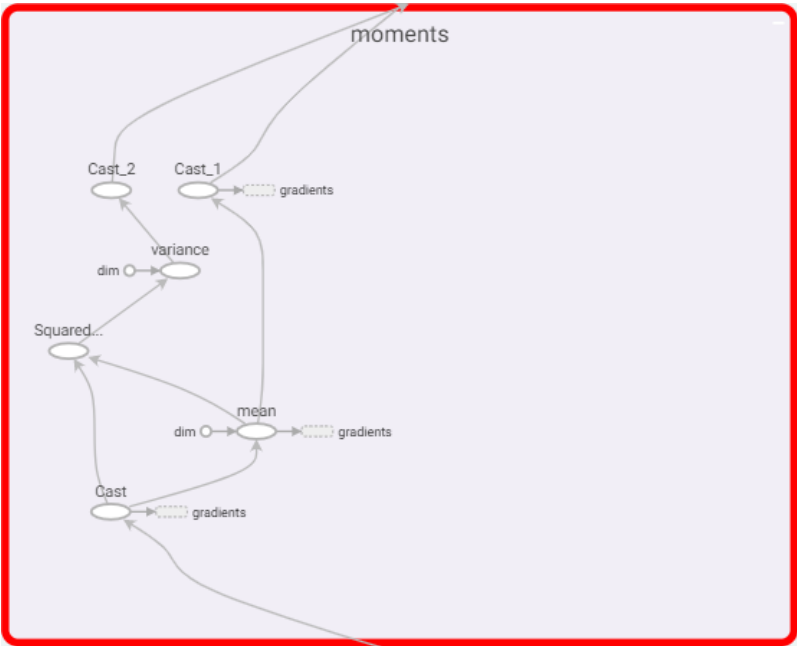 moments
Cast_2
Cast_1
gradients
variance
dim
Squared...
mean
dim
gradients
Cast
gradients